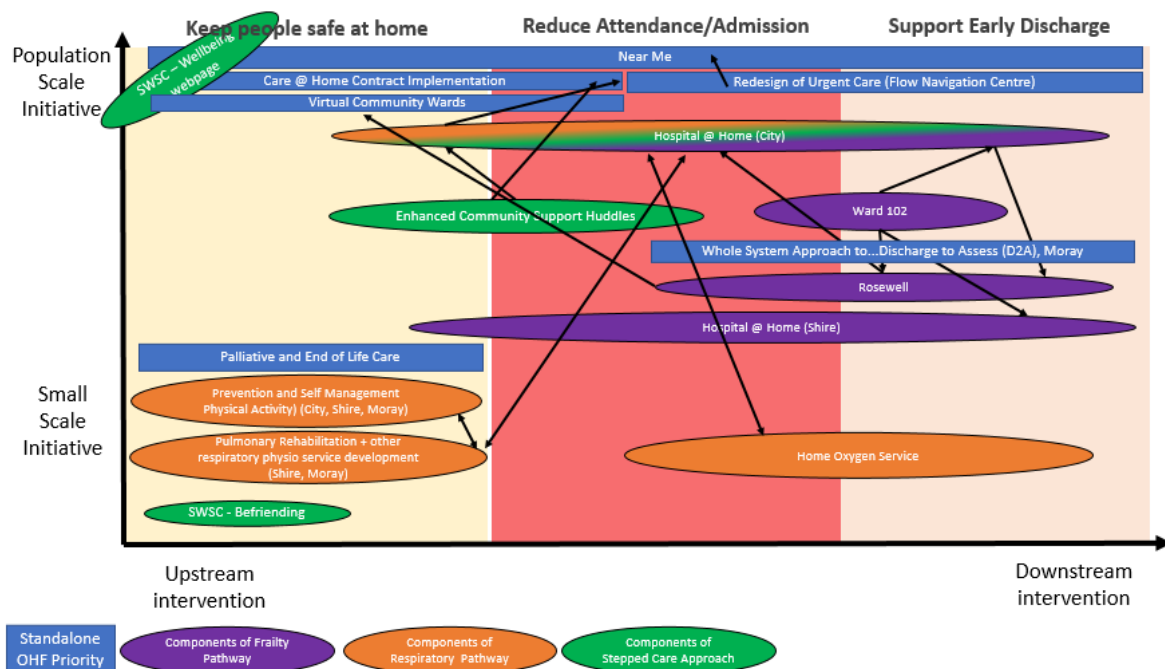 Keep people safe at home
Reduce Attendance/Admission
Support Early Discharge
Population
Scale
Initiative
SWSC – Wellbeing
webpage
Near Me
Care @ Home Contract Implementation
Redesign of Urgent Care (Flow Navigation Centre)
Virtual Community Wards
Hospital @ Home (City)
Enhanced Community Support Huddles
Ward 102
Whole System Approach to...Discharge to Assess (D2A), Moray
Rosewell
Hospital @ Home (Shire)
Palliative and End of Life Care
Small
Scale
Initiative
Prevention and Self Management
Physical Activity) (City, Shire, Moray)
Pulmonary Rehabilitation + other
respiratory physio service development
(Shire, Moray)
Home Oxygen Service
SWSC - Befriending
Upstream
intervention
Downstream
intervention
Standalone
OHF Priority
Components of Frailty
Pathway
Components of
Respiratory Pathway
Components of
Stepped Care Approach